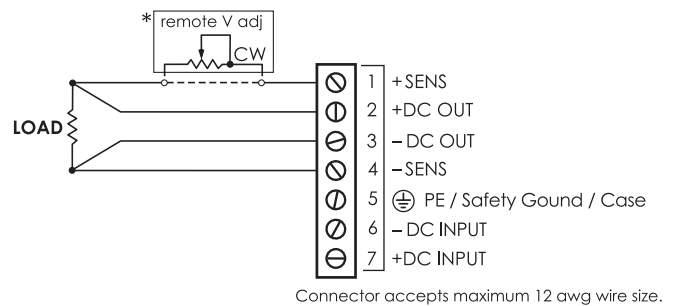 * remote V adj
CW
LOAD
1 +SENS
2 +DC OUT
3 – DC OUT
4 –SENS
5 PE / Safety Gound / Case
6 – DC INPUT
7 +DC INPUT
Connector accepts maximum 12 awg wire size.